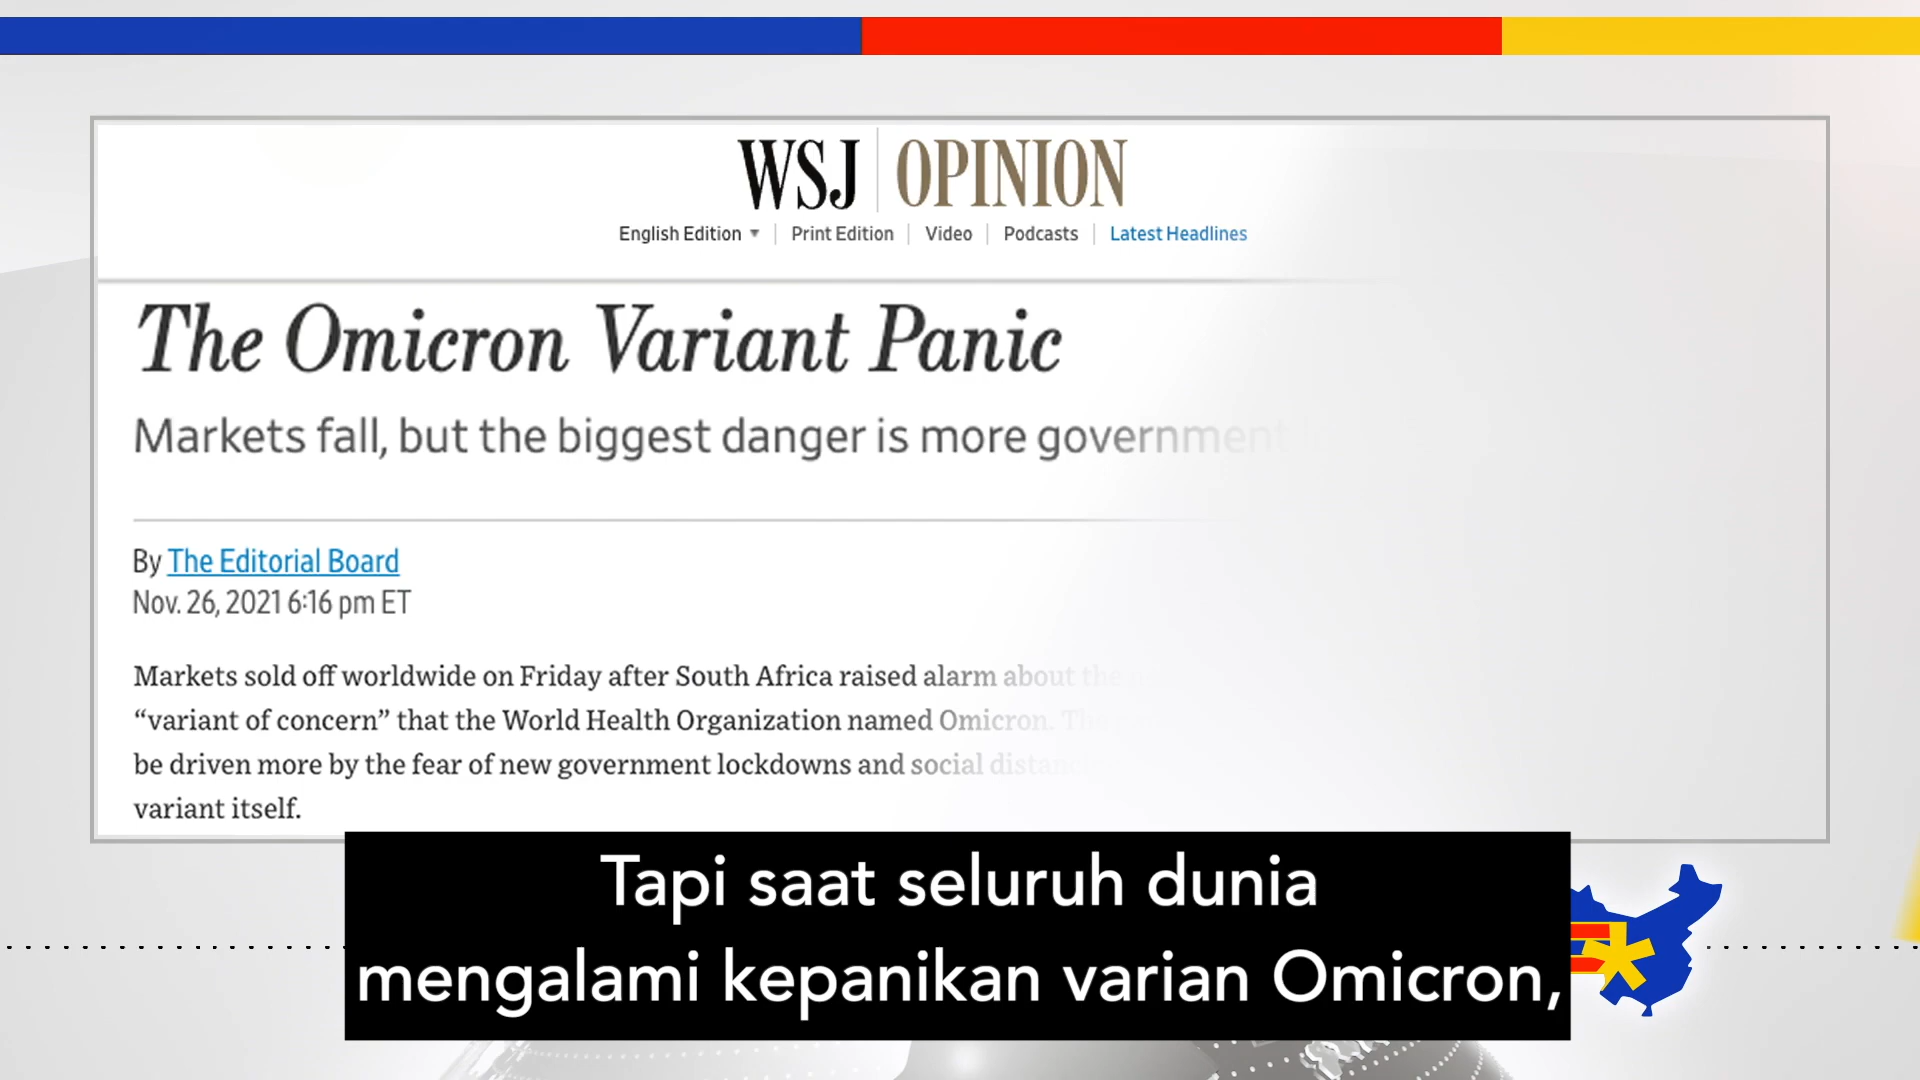 WSJ OPINION
English Edition Print Edition Video Podcasts Latest Headlines
The Omicron Variant Panic
Markets fall, but the biggest danger is more government
By The Editorial Board
Nov. 26, 2021 6:16 pm ET
Markets sold off worldwide on Friday after South Africa raised alarm about the
“variant of concern” that the World Health Organization named Omicron. The
be driven more by the fear of new government lockdowns and social
variant itself.
Tapi saat seluruh dunia
mengalami kepanikan varian Omicron,